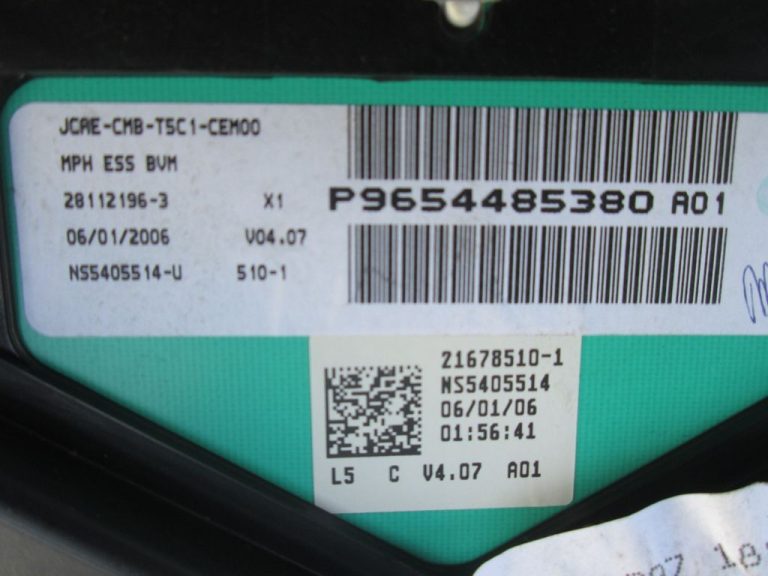 JCAE-CMB-T5C1-CEM00
MPH ESS BVM
28112196-3 X1
P9654485380 A01
06/01/2006 V04.07
NS5405514-U 510-1
21678510-1
NS5405514
06/01/06
01:56:41
L5 C V4.07 A01